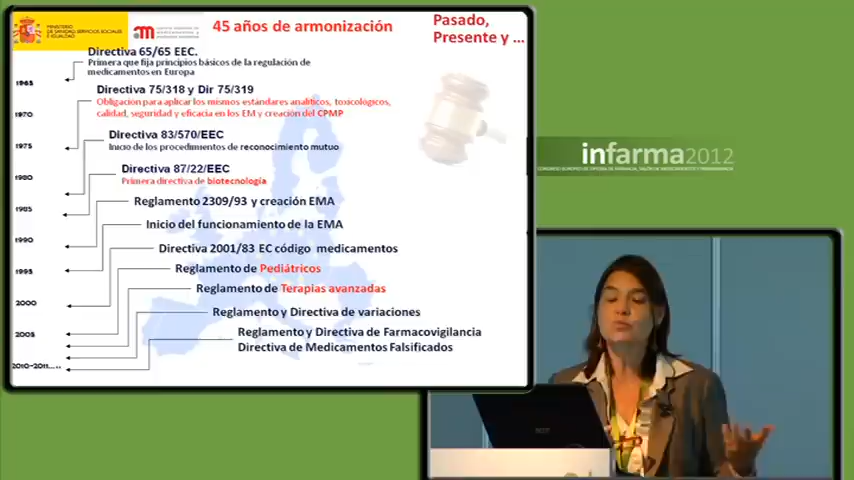 MINISTERIO
DE SANIDAD, SERVICIOS SOCIALES
E IGUALDAD
45 años de armonización
Pasado,
Presente y ...
Directiva 65/65 EEC.
Primera que fija principios básicos de la regulación de
medicamentos en Europa
1965
Directiva 75/318 y Dir 75/319
Obligación para aplicar los mismos estándares analíticos, toxicológicos,
calidad, seguridad y eficacia en los EM y creación del CPMP
1970
Directiva 83/570/EEC
Inicio de los procedimientos de reconocimiento mutuo
1975
Directiva 87/22/EEC
Primera directiva de biotecnología
1980
Reglamento 2309/93 y creación EMA
1985
Inicio del funcionamiento de la EMA
1990
Directiva 2001/83 EC código medicamentos
Reglamento de Pediátricos
1995
Reglamento de Terapias avanzadas
2000
Reglamento y Directiva de variaciones
Reglamento y Directiva de Farmacovigilancia
2005
Directiva de Medicamentos Falsificados
2010-2011.....
infarma2012